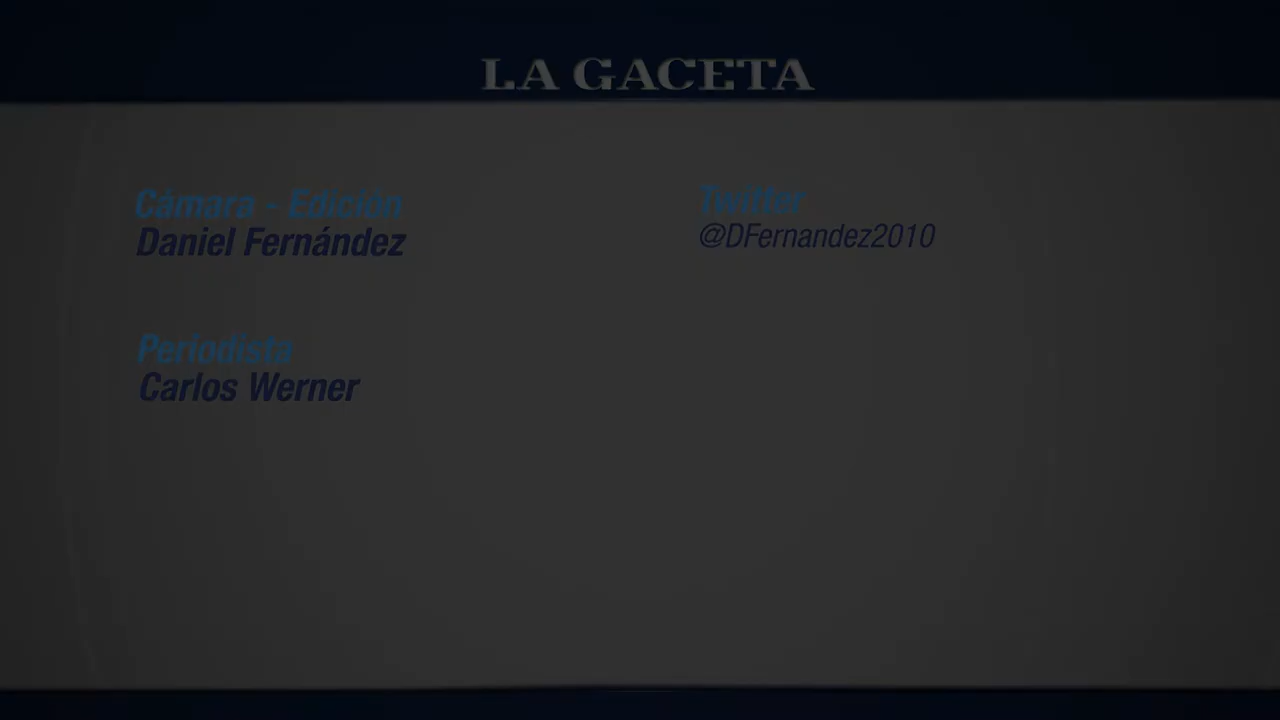 LA GACETA
Cámara - Edición
Daniel Fernández
Twitter
@DFernandez2010
Periodista
Carlos Werner